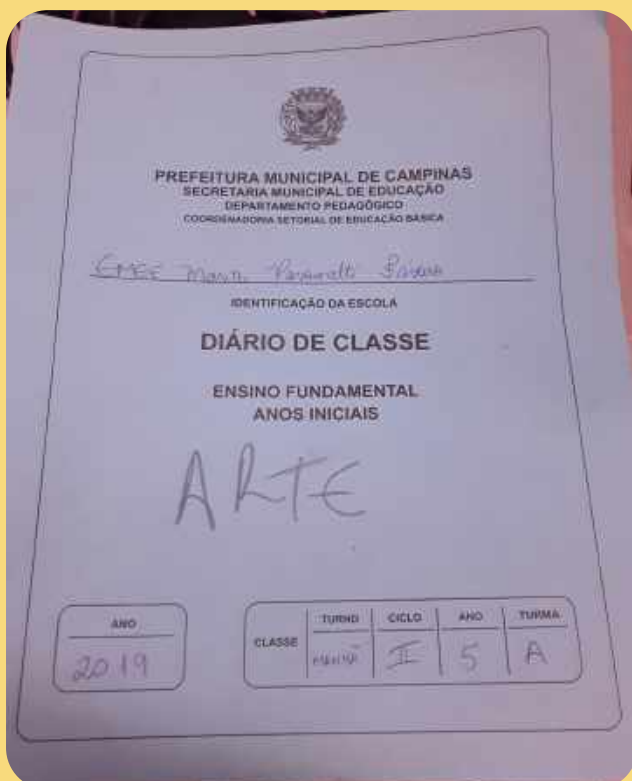 PREFEITURA MUNICIPAL DE CAMPINAS
SECRETARIA MUNICIPAL DE EDUCAÇÃO
DEPARTAMENTO PEDAGÓGICO
COORDENADORIA SETORIAL DE EDUCAÇÃO BÁSICA
EMEF
IDENTIFICAÇÃO DA ESCOLA
DIÁRIO DE CLASSE
ENSINO FUNDAMENTAL
ANOS INICIAIS
ARTE
ANO
2019
CLASSE
TURNO CICLO ANO TURMA
MANHÃ II 5 A